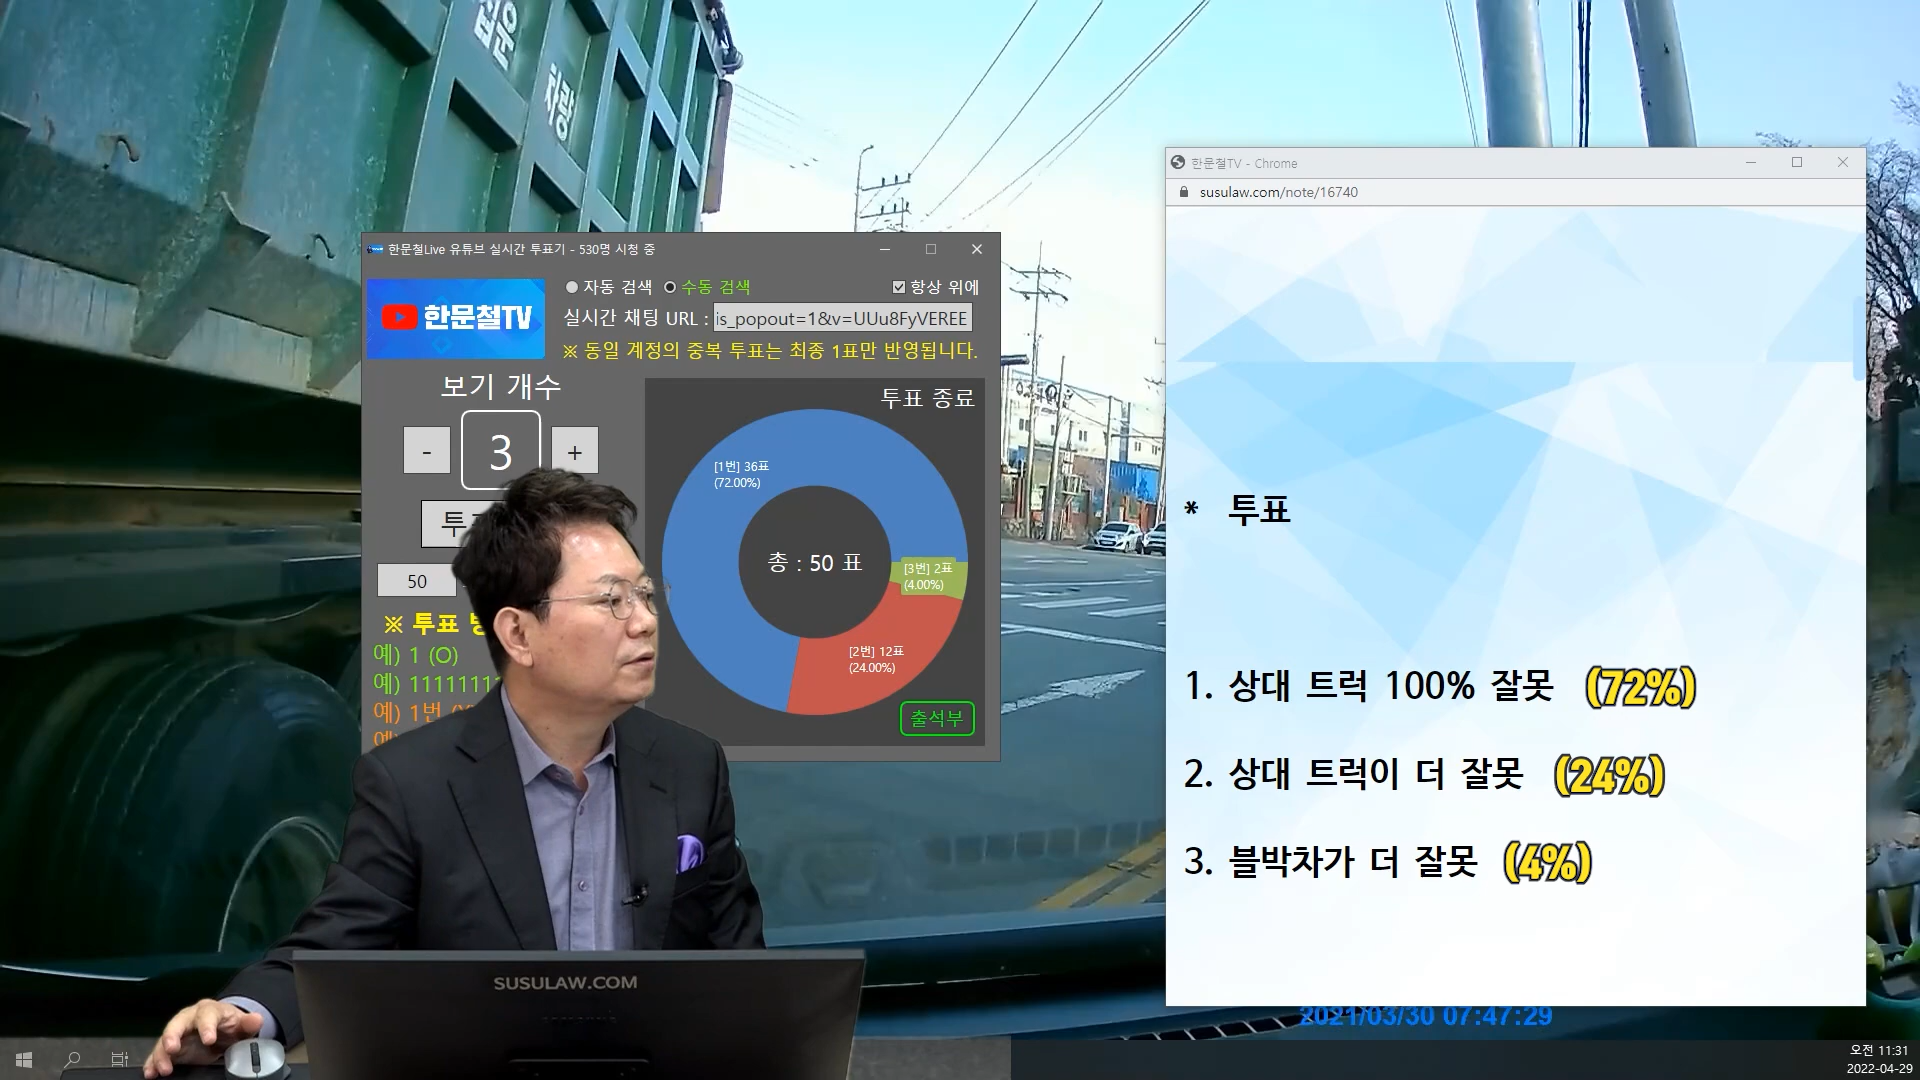 차량
한문철Live 유튜브 실시간 투표기 - 530명 시청 중
한문철TV
자동 검색 수동 검색 항상 위에
실시간 채팅 URL : is_popout=1&v=UUu8FyVEREE
※ 동일 계정의 중복 투표는 최종 1표만 반영됩니다.
보기 개수
- 3 +
50
※ 투표
예) 1 (O)
예) 11111111
예) 1번
투표 종료
[1번] 36표
(72.00%)
총 : 50 표
[3번] 2표
(4.00%)
[2번] 12표
(24.00%)
출석부
한문철TV - Chrome
susulaw.com/note/16740
* 투표
1. 상대 트럭 100% 잘못 (72%)
2. 상대 트럭이 더 잘못 (24%)
3. 블박차가 더 잘못 (4%)
SUSULAW.COM
2021/03/30 07:47:29
오전 11:31
2022-04-29